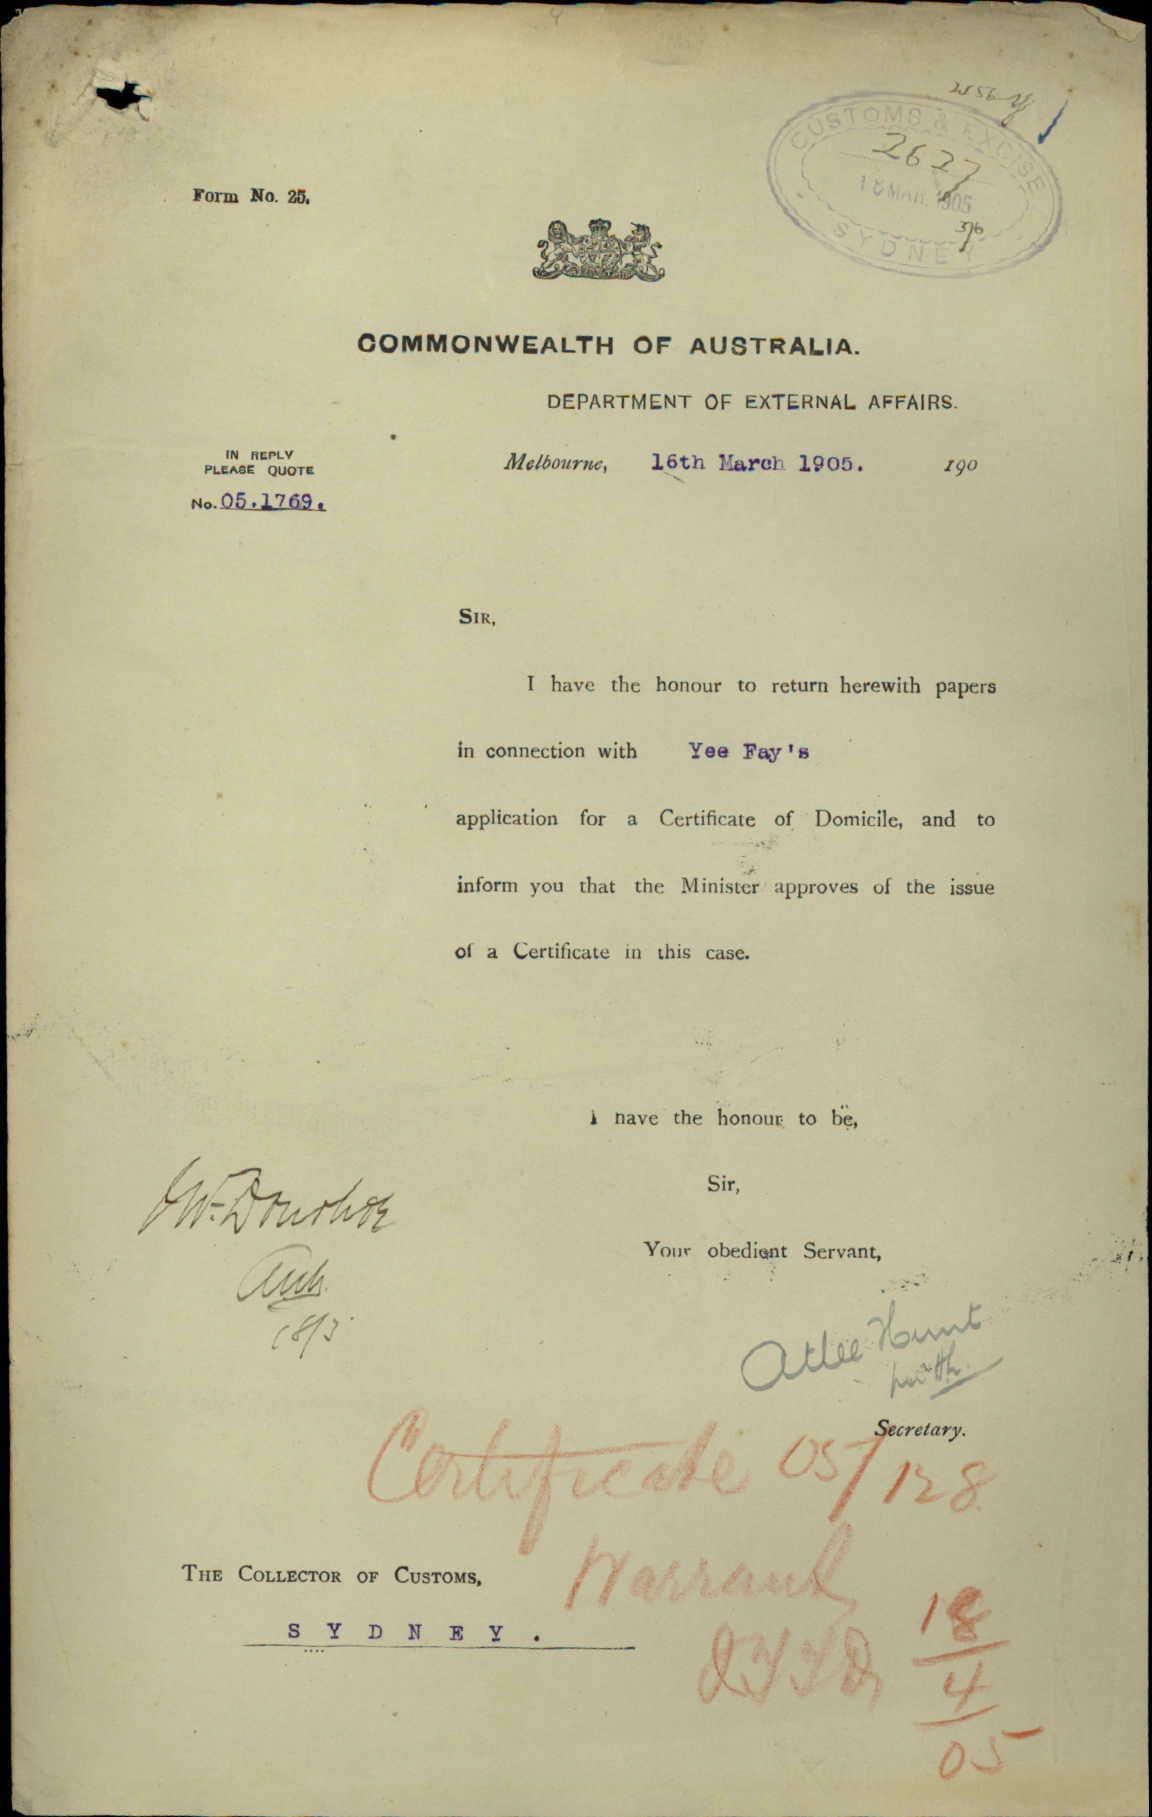 CUSTOMS & EXCISE
2627
18 MAR. 1905
376
SYDNEY
Form No. 25.
COMMONWEALTH OF AUSTRALIA.
DEPARTMENT OF EXTERNAL AFFAIRS.
IN REPLY
PLEASE QUOTE
No. 05.1769.
Melbourne, 16th March 1905. 190
SIR,
I have the honour to return herewith papers
in connection with Yee Fay's
application for a Certificate of Domicile, and to
inform you that the Minister approves of the issue
of a Certificate in this case.
I have the honour to be,
Sir,
Your obedient Servant,
Donohoe
18/3
Atlee Hunt
Secretary.
Certificate 05/128
Warrant
THE COLLECTOR OF CUSTOMS,
SYDNEY.
18
4
05